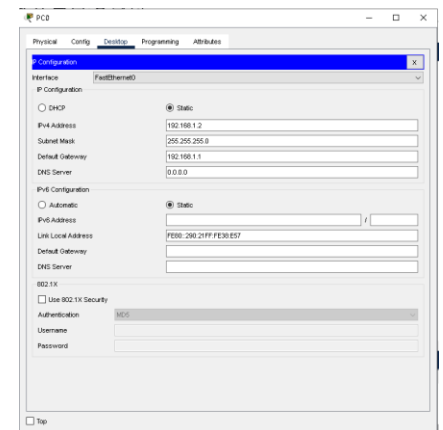 PC0
Physical Config Desktop Programming Attributes
IP Configuration X
Interface FastEthernet0
IP Configuration
DHCP Static
IPv4 Address 192.168.1.2
Subnet Mask 255.255.255.0
Default Gateway 192.168.1.1
DNS Server 0.0.0.0
IPv6 Configuration
Automatic Static
IPv6 Address /
Link Local Address FE80::290:21FF:FE38:E57
Default Gateway
DNS Server
802.1X
Use 802.1X Security
Authentication MD5
Username
Password
Top